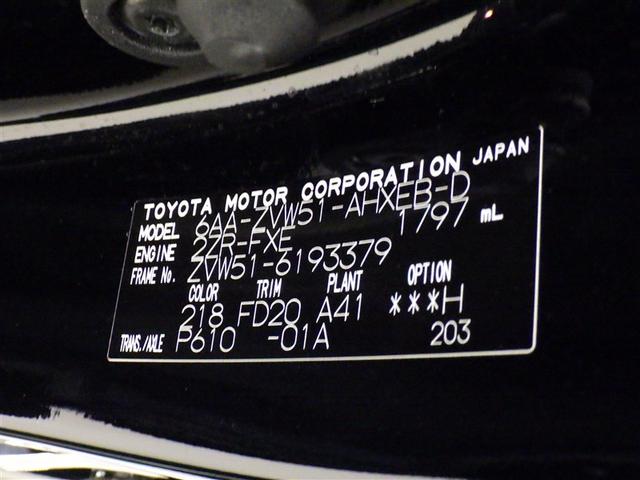 TOYOTA MOTOR CORPORATION JAPAN
MODEL 6AA-ZVW51-AHXEB-D
ENGINE 2ZR-FXE 1797 mL
FRAME No. ZVW51-6193379
COLOR TRIM PLANT OPTION
218 FD20 A41 ***H
TRANS./AXLE P610 -01A 203